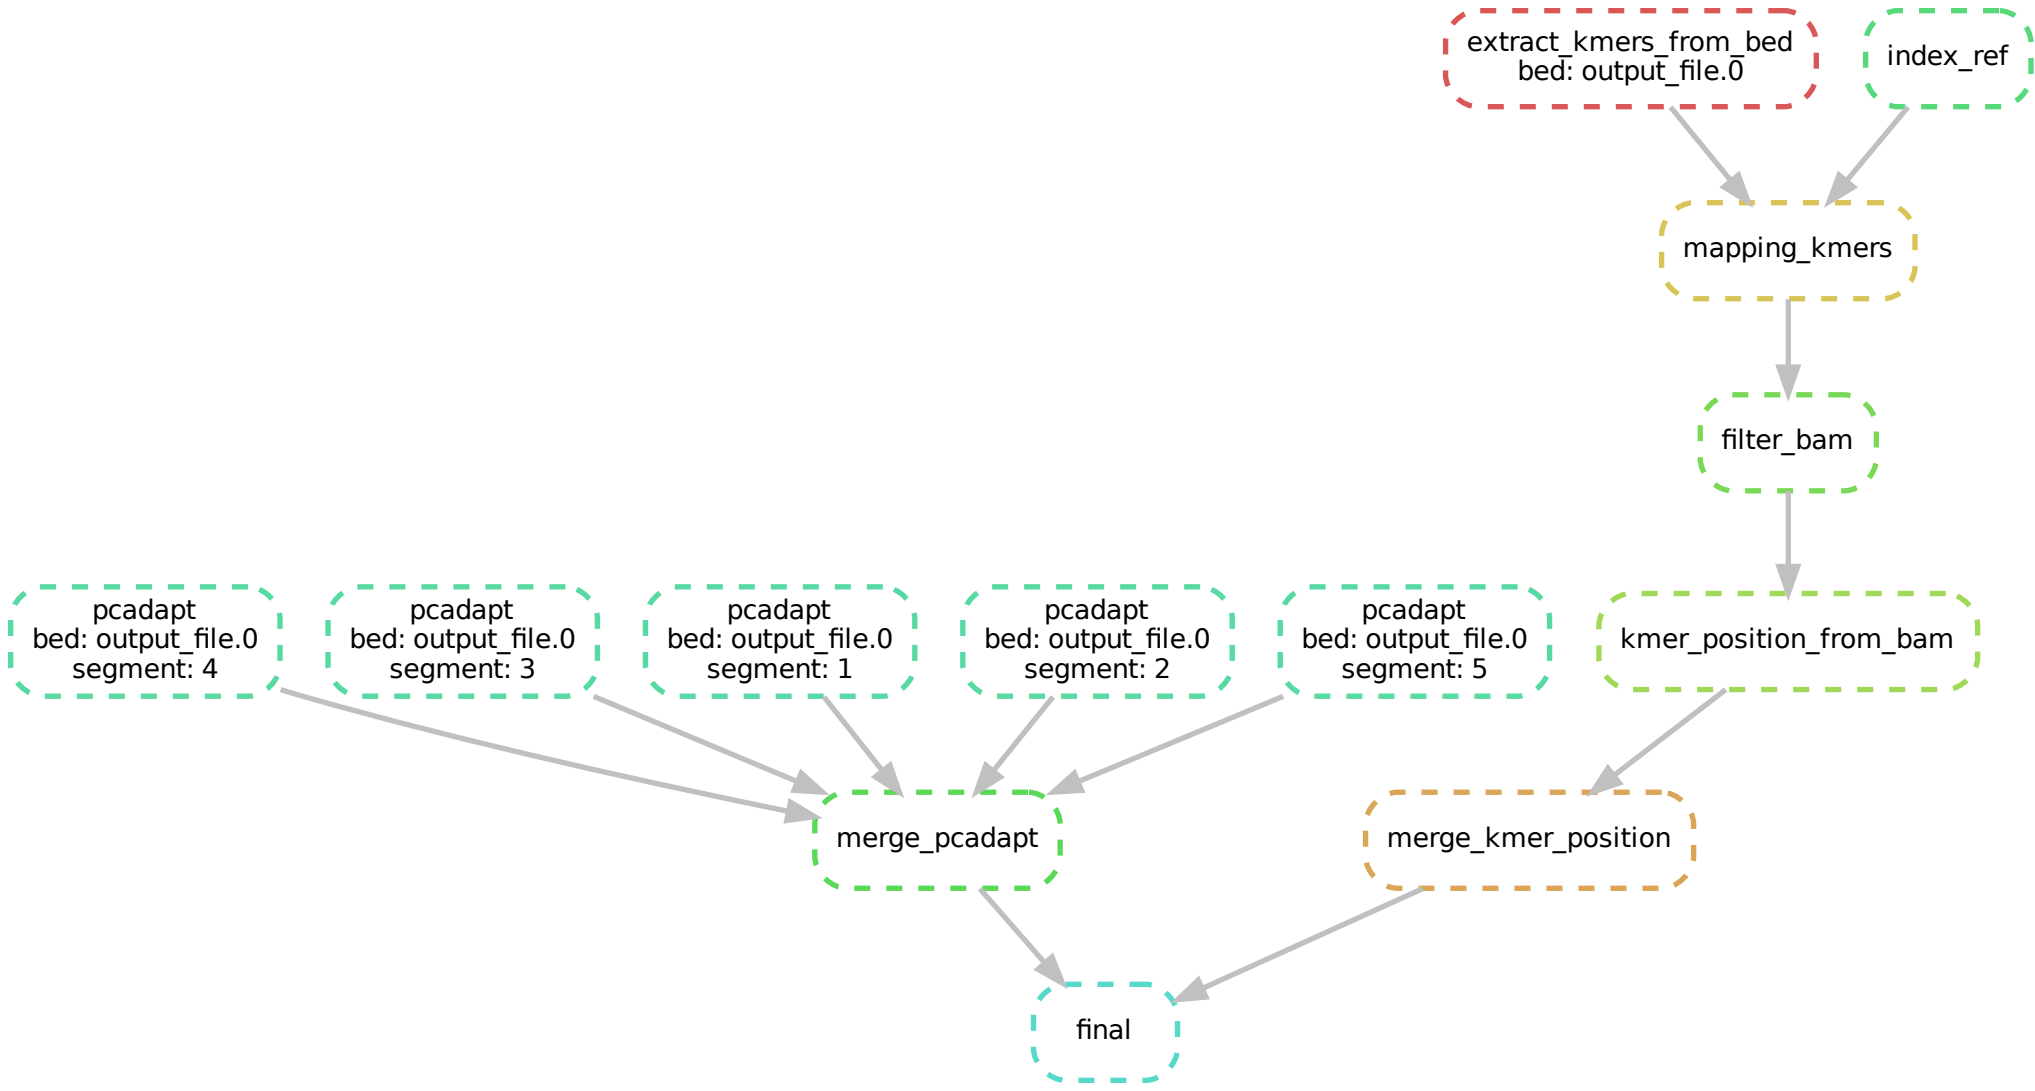 extract_kmers_from_bed
bed: output_file.0
index_ref
mapping_kmers
filter_bam
pcadapt
bed: output_file.0
segment: 4
pcadapt
bed: output_file.0
segment: 3
pcadapt
bed: output_file.0
segment: 1
pcadapt
bed: output_file.0
segment: 2
pcadapt
bed: output_file.0
segment: 5
kmer_position_from_bam
merge_pcadapt
merge_kmer_position
final